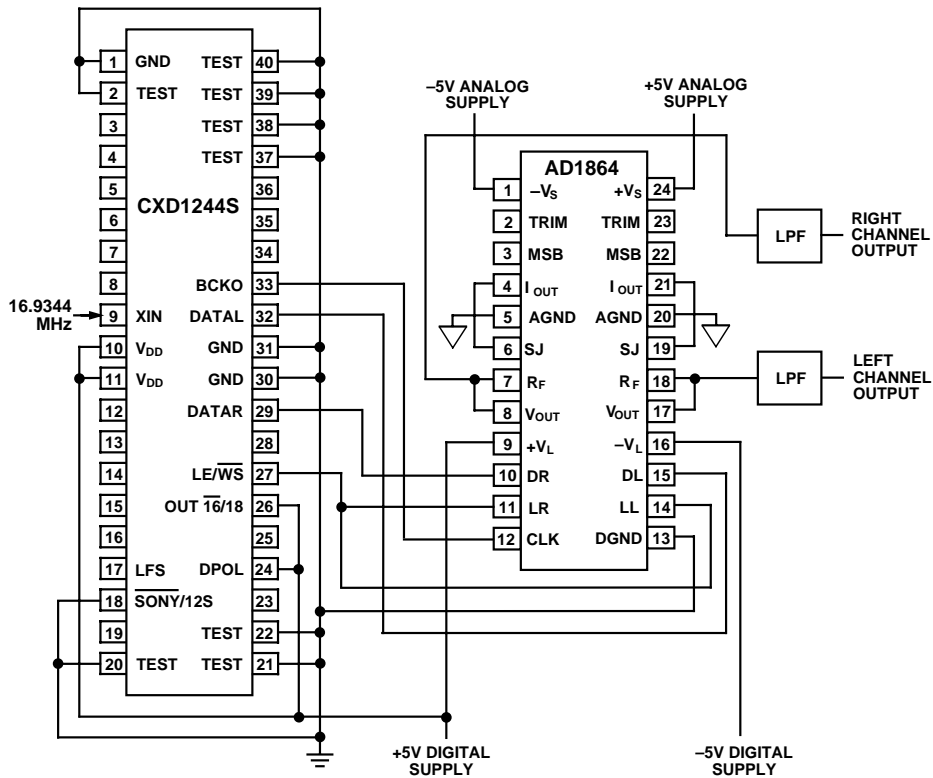 1 GND TEST 40
2 TEST TEST 39
3 TEST 38
4 TEST 37
5 36
CXD1244S
6 35
7 34
8 BCKO 33
16.9344
MHz
9 XIN DATAL 32
10 VDD GND 31
11 VDD GND 30
12 DATAR 29
13 28
14 LE/W̅S̅ 27
15 OUT 1̅6̅/18 26
16 25
17 LFS DPOL 24
18 S̅O̅N̅Y̅/12S 23
19 TEST 22
20 TEST TEST 21
–5V ANALOG
SUPPLY
+5V ANALOG
SUPPLY
AD1864
1 –VS +VS 24
2 TRIM TRIM 23
3 MSB MSB 22
4 IOUT IOUT 21
5 AGND AGND 20
6 SJ SJ 19
7 RF RF 18
8 VOUT VOUT 17
9 +VL –VL 16
10 DR DL 15
11 LR LL 14
12 CLK DGND 13
LPF
RIGHT
CHANNEL
OUTPUT
LPF
LEFT
CHANNEL
OUTPUT
+5V DIGITAL
SUPPLY
–5V DIGITAL
SUPPLY